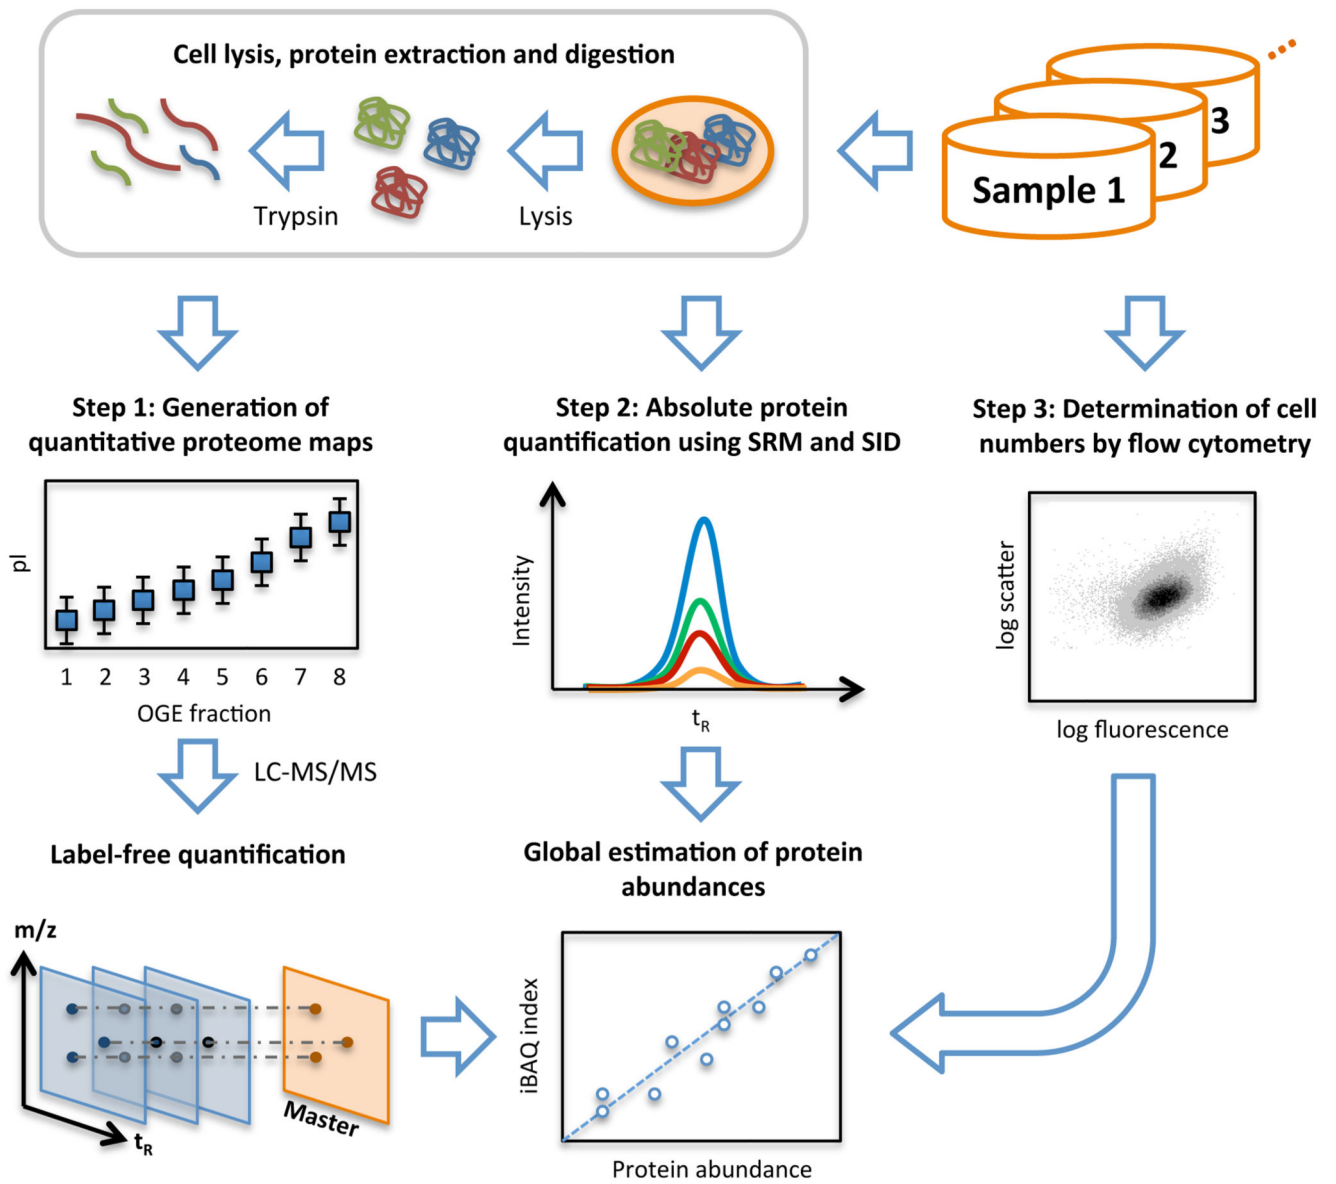 Cell lysis, protein extraction and digestion
Trypsin
Lysis
Sample 1
2
3
Step 1: Generation of
quantitative proteome maps
pI
1 2 3 4 5 6 7 8
OGE fraction
LC-MS/MS
Label-free quantification
m/z
tR
Master
Step 2: Absolute protein
quantification using SRM and SID
Intensity
tR
Global estimation of protein
abundances
iBAQ index
Protein abundance
Step 3: Determination of cell
numbers by flow cytometry
log scatter
log fluorescence